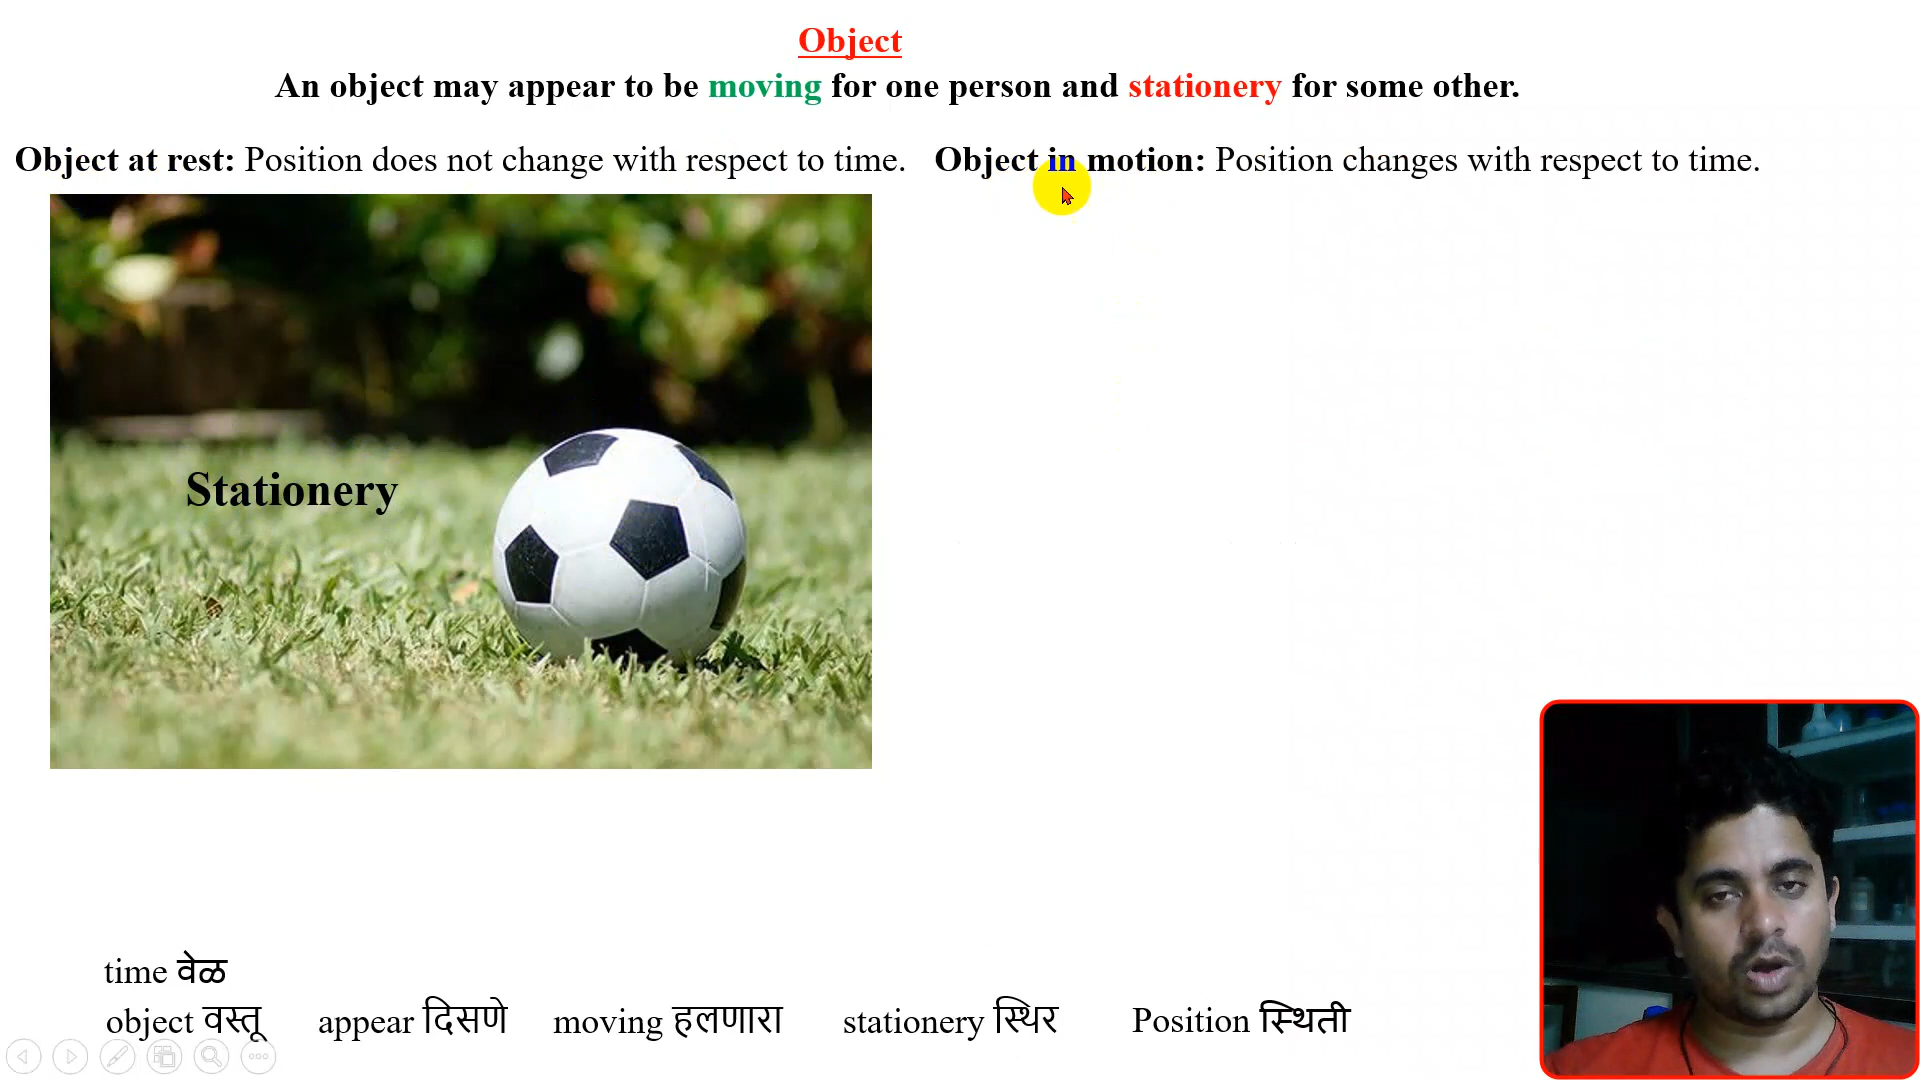 Object
An object may appear to be moving for one person and stationery for some other.
Object at rest: Position does not change with respect to time.
Object in motion: Position changes with respect to time.
Stationery
time वेळ
object वस्तू
appear दिसणे
moving हलणारा
stationery स्थिर
Position स्थिती